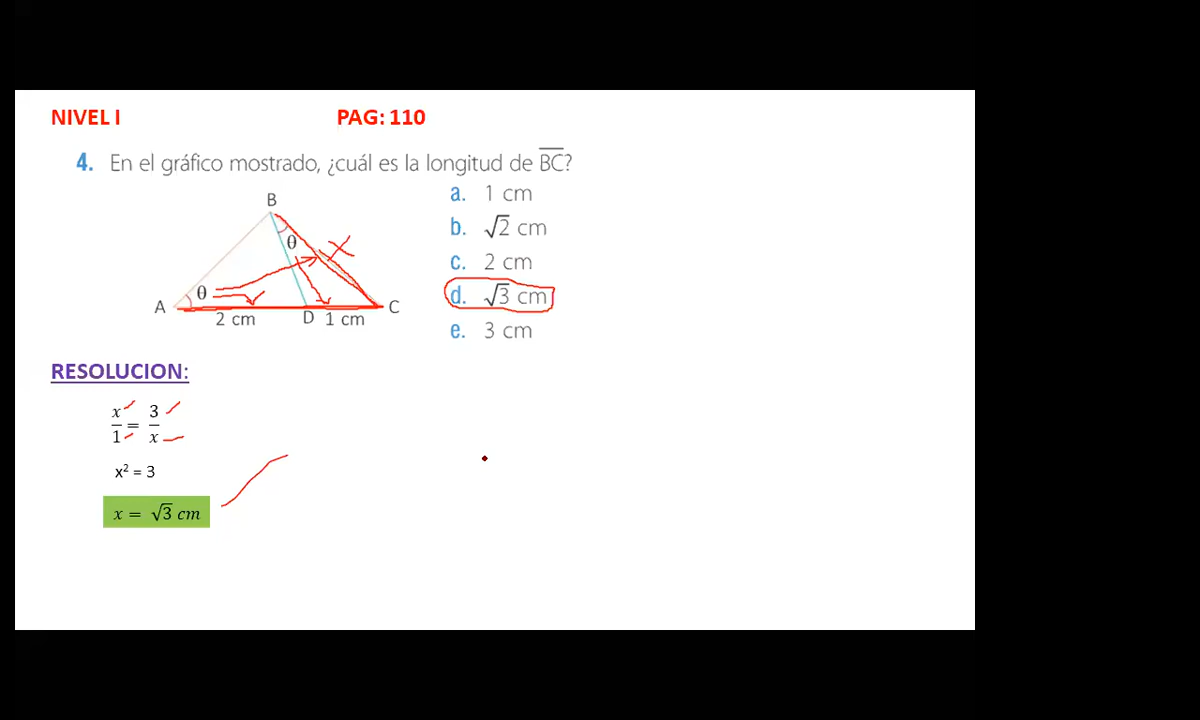 NIVEL I PAG: 110
4. En el gráfico mostrado, ¿cuál es la longitud de B̅C̅?
a. 1 cm
b. √2 cm
c. 2 cm
d. √3 cm
e. 3 cm
B
θ
x
A
θ
C
2 cm
D
1 cm
RESOLUCION:
x/1 = 3/x
x² = 3
x = √3 cm